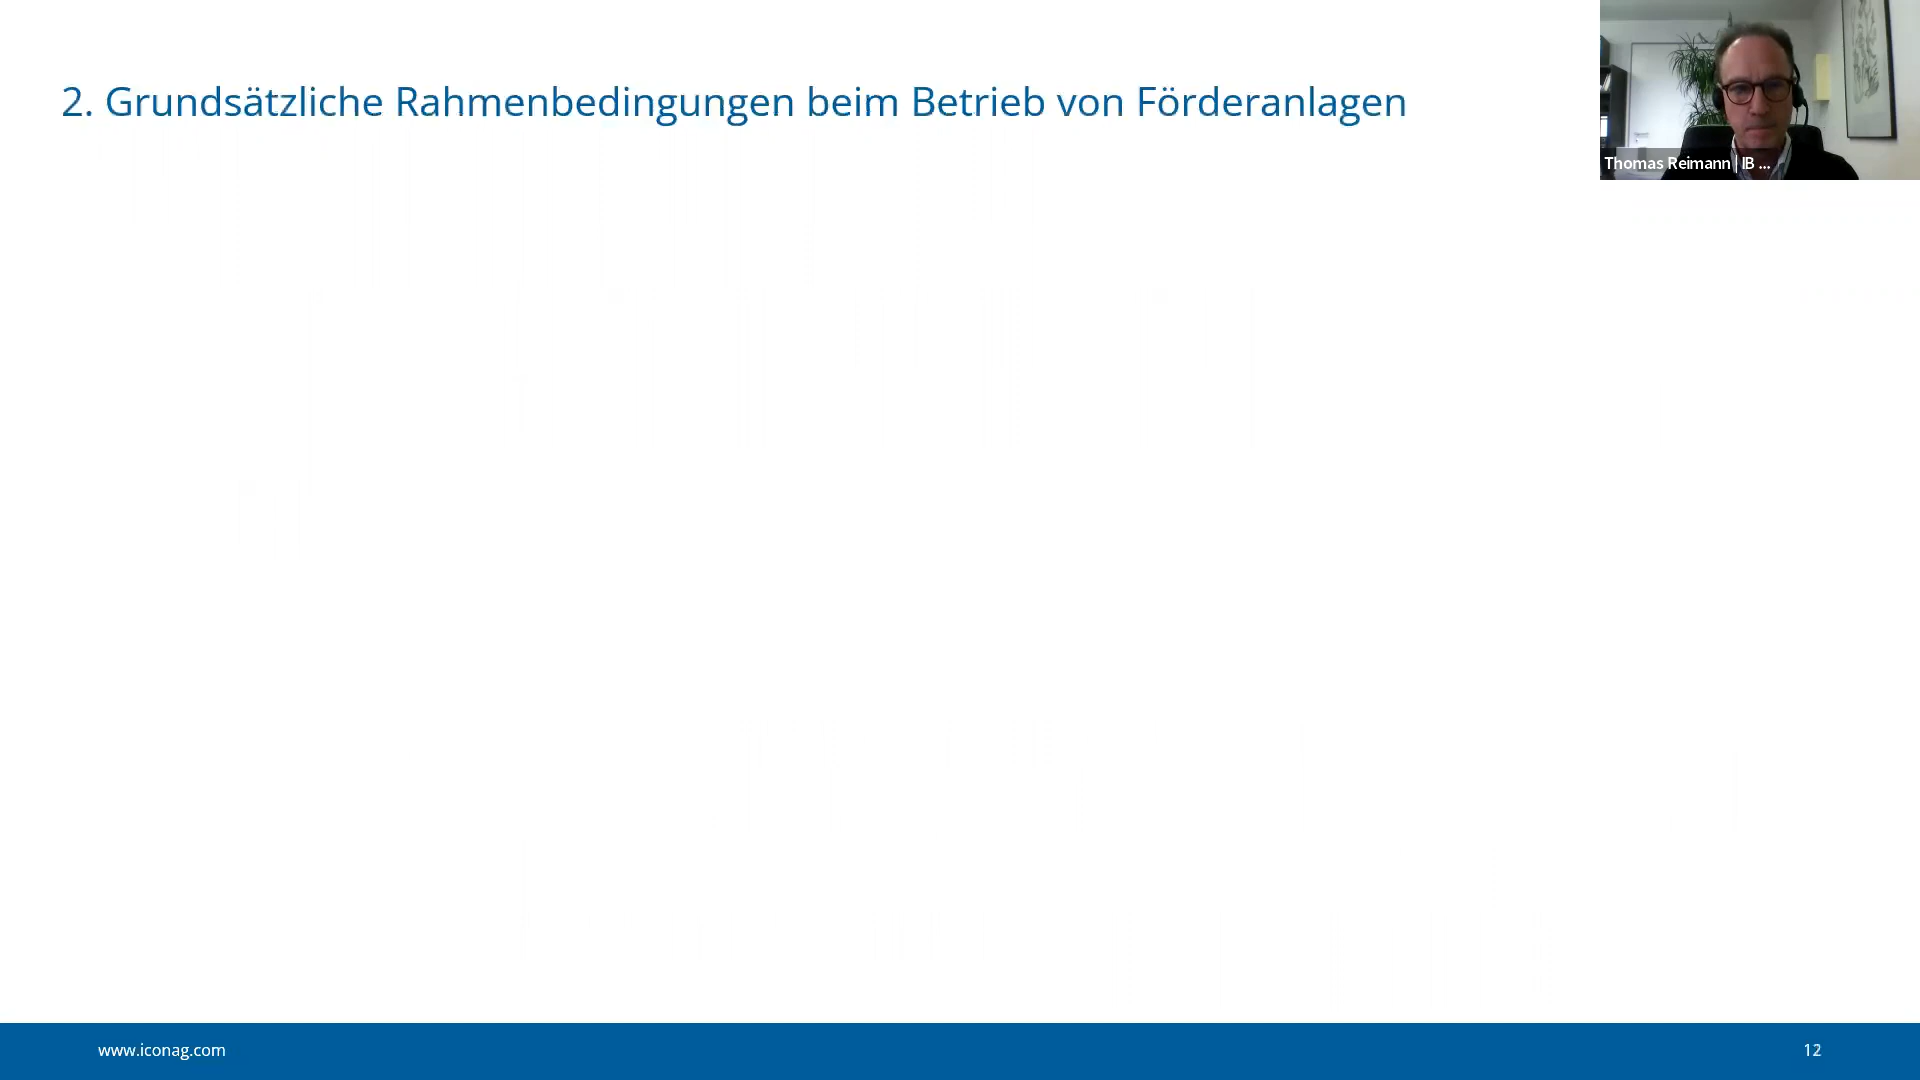 2. Grundsätzliche Rahmenbedingungen beim Betrieb von Förderanlagen
Thomas Reimann | IB ...
www.iconag.com
12